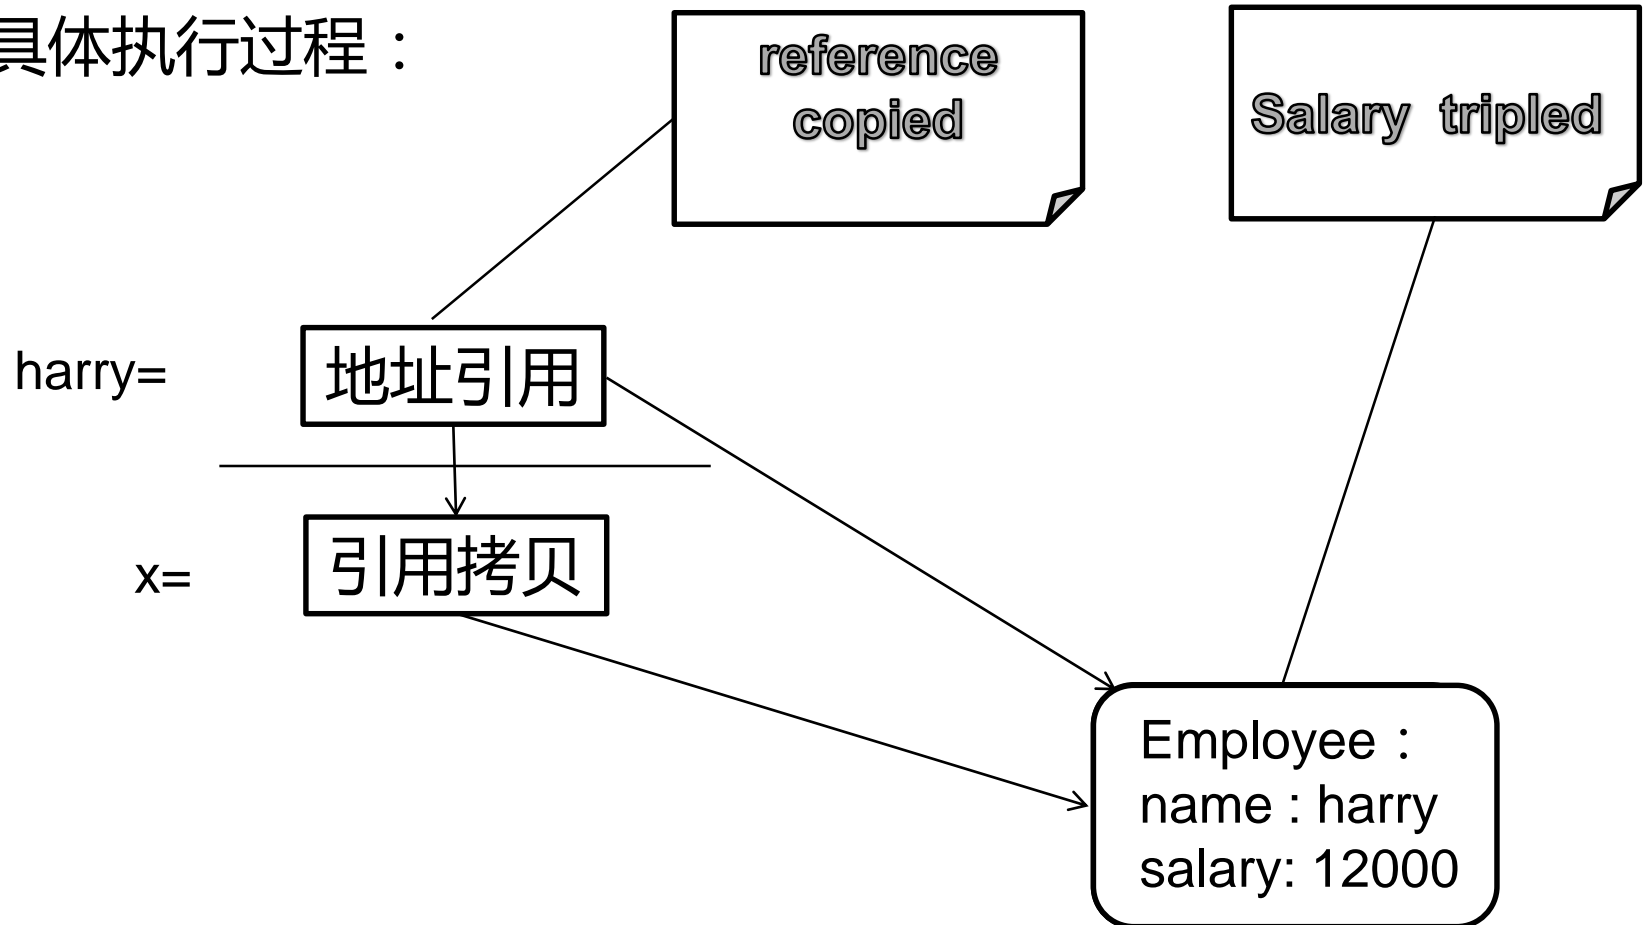 具体执行过程：
reference
copied
Salary tripled
harry=
地址引用
x=
引用拷贝
Employee：
name : harry
salary: 12000